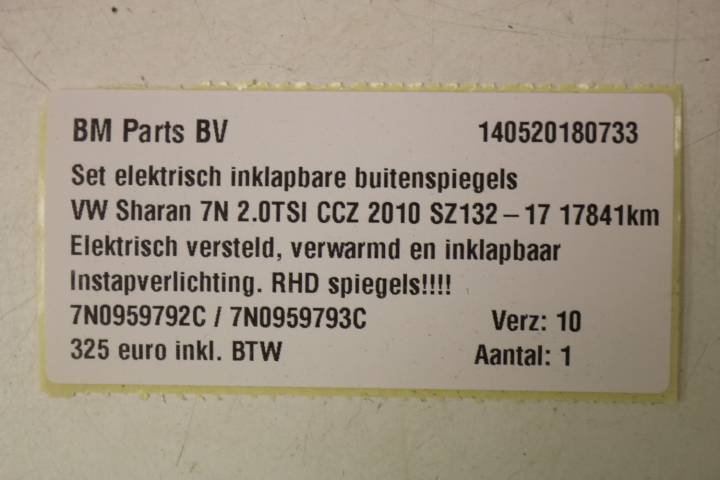 BM Parts BV 140520180733
Set elektrisch inklapbare buitenspiegels
VW Sharan 7N 2.0TSI CCZ 2010 SZ132 – 17 17841km
Elektrisch versteld, verwarmd en inklapbaar
Instapverlichting. RHD spiegels!!!!
7N0959792C / 7N0959793C Verz: 10
325 euro inkl. BTW Aantal: 1